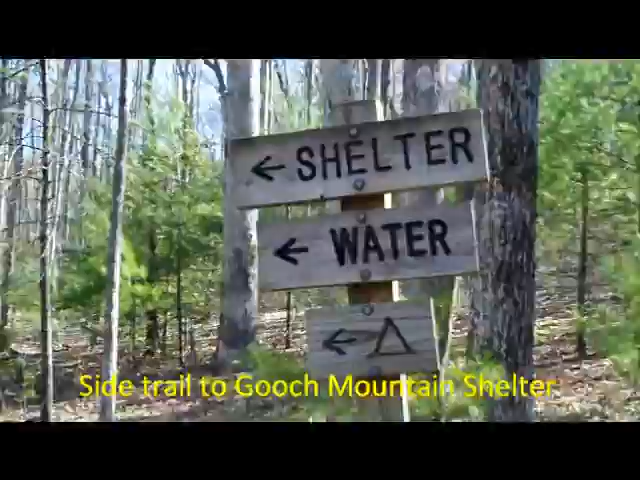 ← SHELTER
← WATER
←
Side trail to Gooch Mountain Shelter